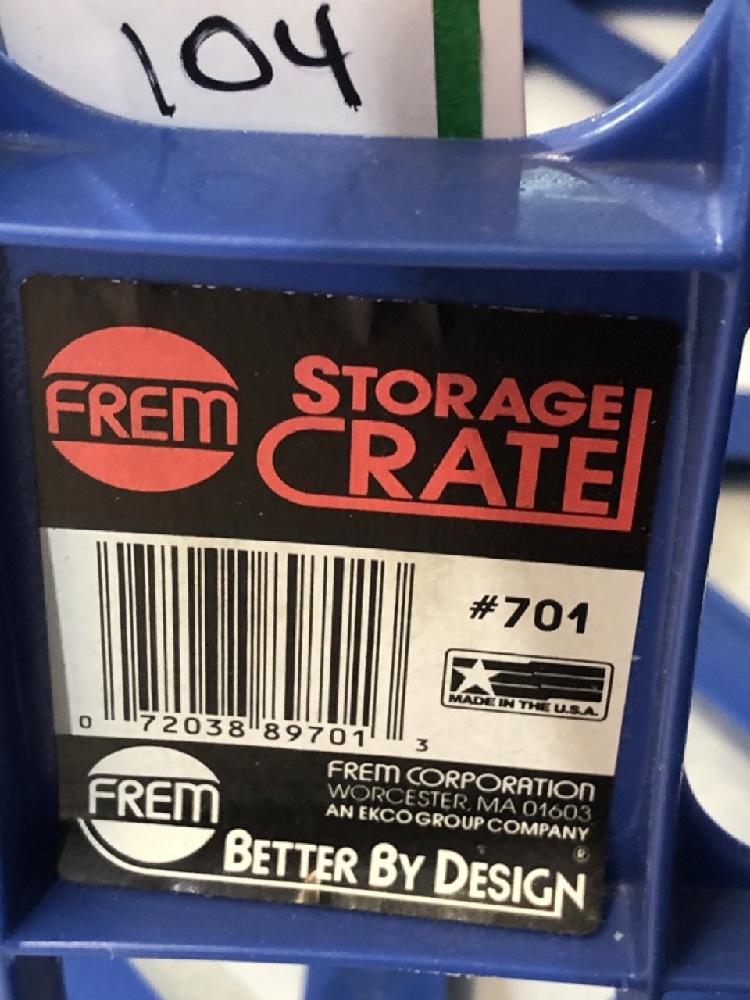 104
FREM
STORAGE
CRATE
#701
MADE IN THE U.S.A.
0 72038 89701 3
FREM
FREM CORPORATION
WORCESTER, MA 01603
AN EKCO GROUP COMPANY
®
BETTER BY DESIGN